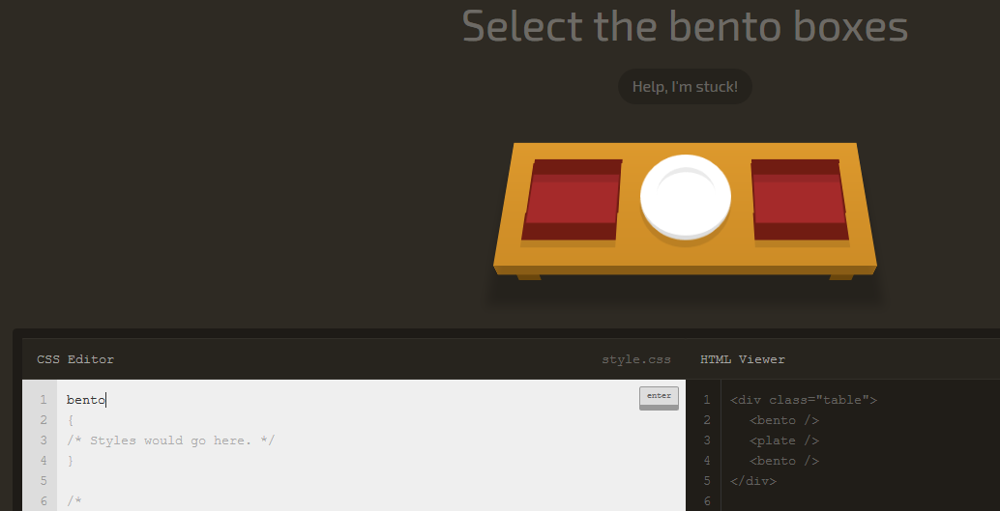 Select the bento boxes
Help, I'm stuck!
CSS Editor
style.css
1 bento
enter
2 {
3 /* Styles would go here. */
4 }
5
6 /*
HTML Viewer
1 <div class="table">
2 <bento />
3 <plate />
4 <bento />
5 </div>
6